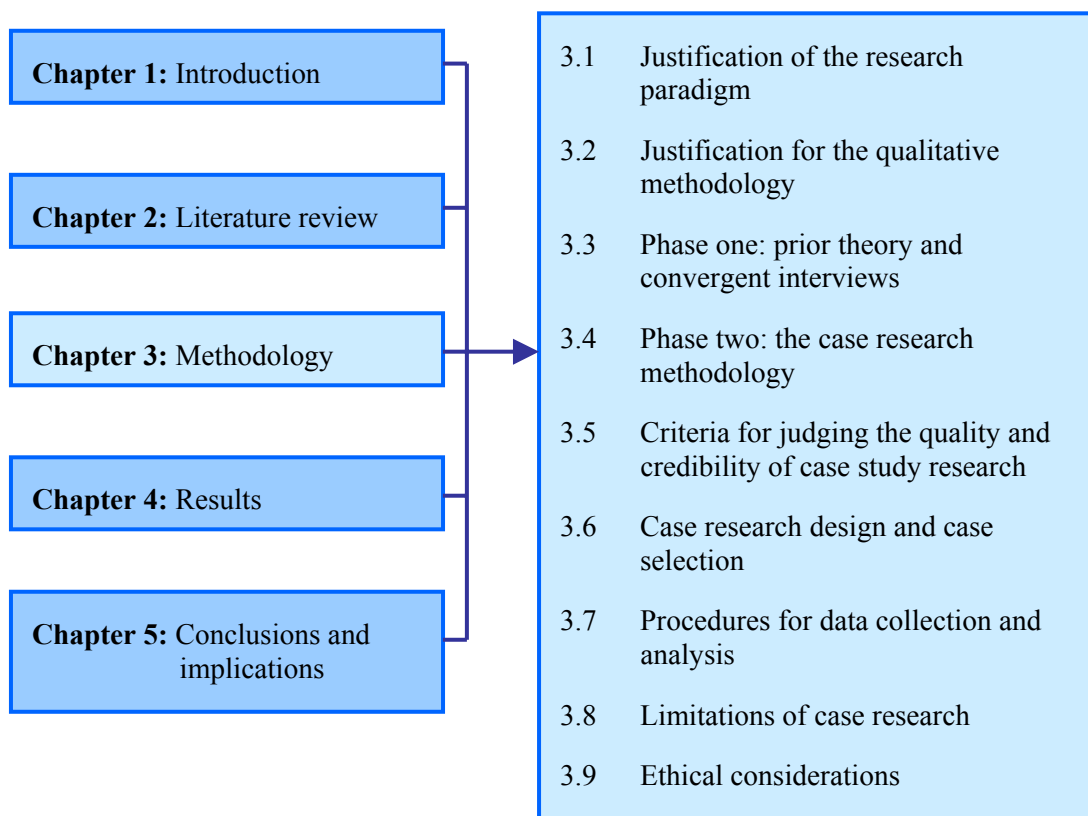 Chapter 1: Introduction
Chapter 2: Literature review
Chapter 3: Methodology
Chapter 4: Results
Chapter 5: Conclusions and
implications
3.1 Justification of the research
paradigm
3.2 Justification for the qualitative
methodology
3.3 Phase one: prior theory and
convergent interviews
3.4 Phase two: the case research
methodology
3.5 Criteria for judging the quality and
credibility of case study research
3.6 Case research design and case
selection
3.7 Procedures for data collection and
analysis
3.8 Limitations of case research
3.9 Ethical considerations